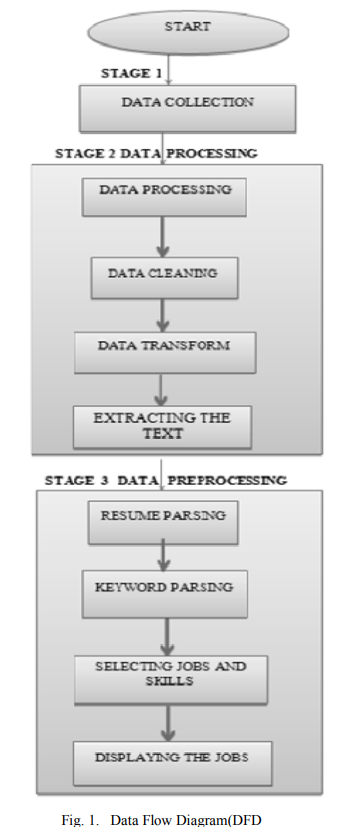 START
STAGE 1
DATA COLLECTION
STAGE 2 DATA PROCESSING
DATA PROCESSING
DATA CLEANING
DATA TRANSFORM
EXTRACTING THE
TEXT
STAGE 3 DATA PREPROCESSING
RESUME PARSING
KEYWORD PARSING
SELECTING JOBS AND
SKILLS
DISPLAYING THE JOBS
Fig. 1. Data Flow Diagram(DFD